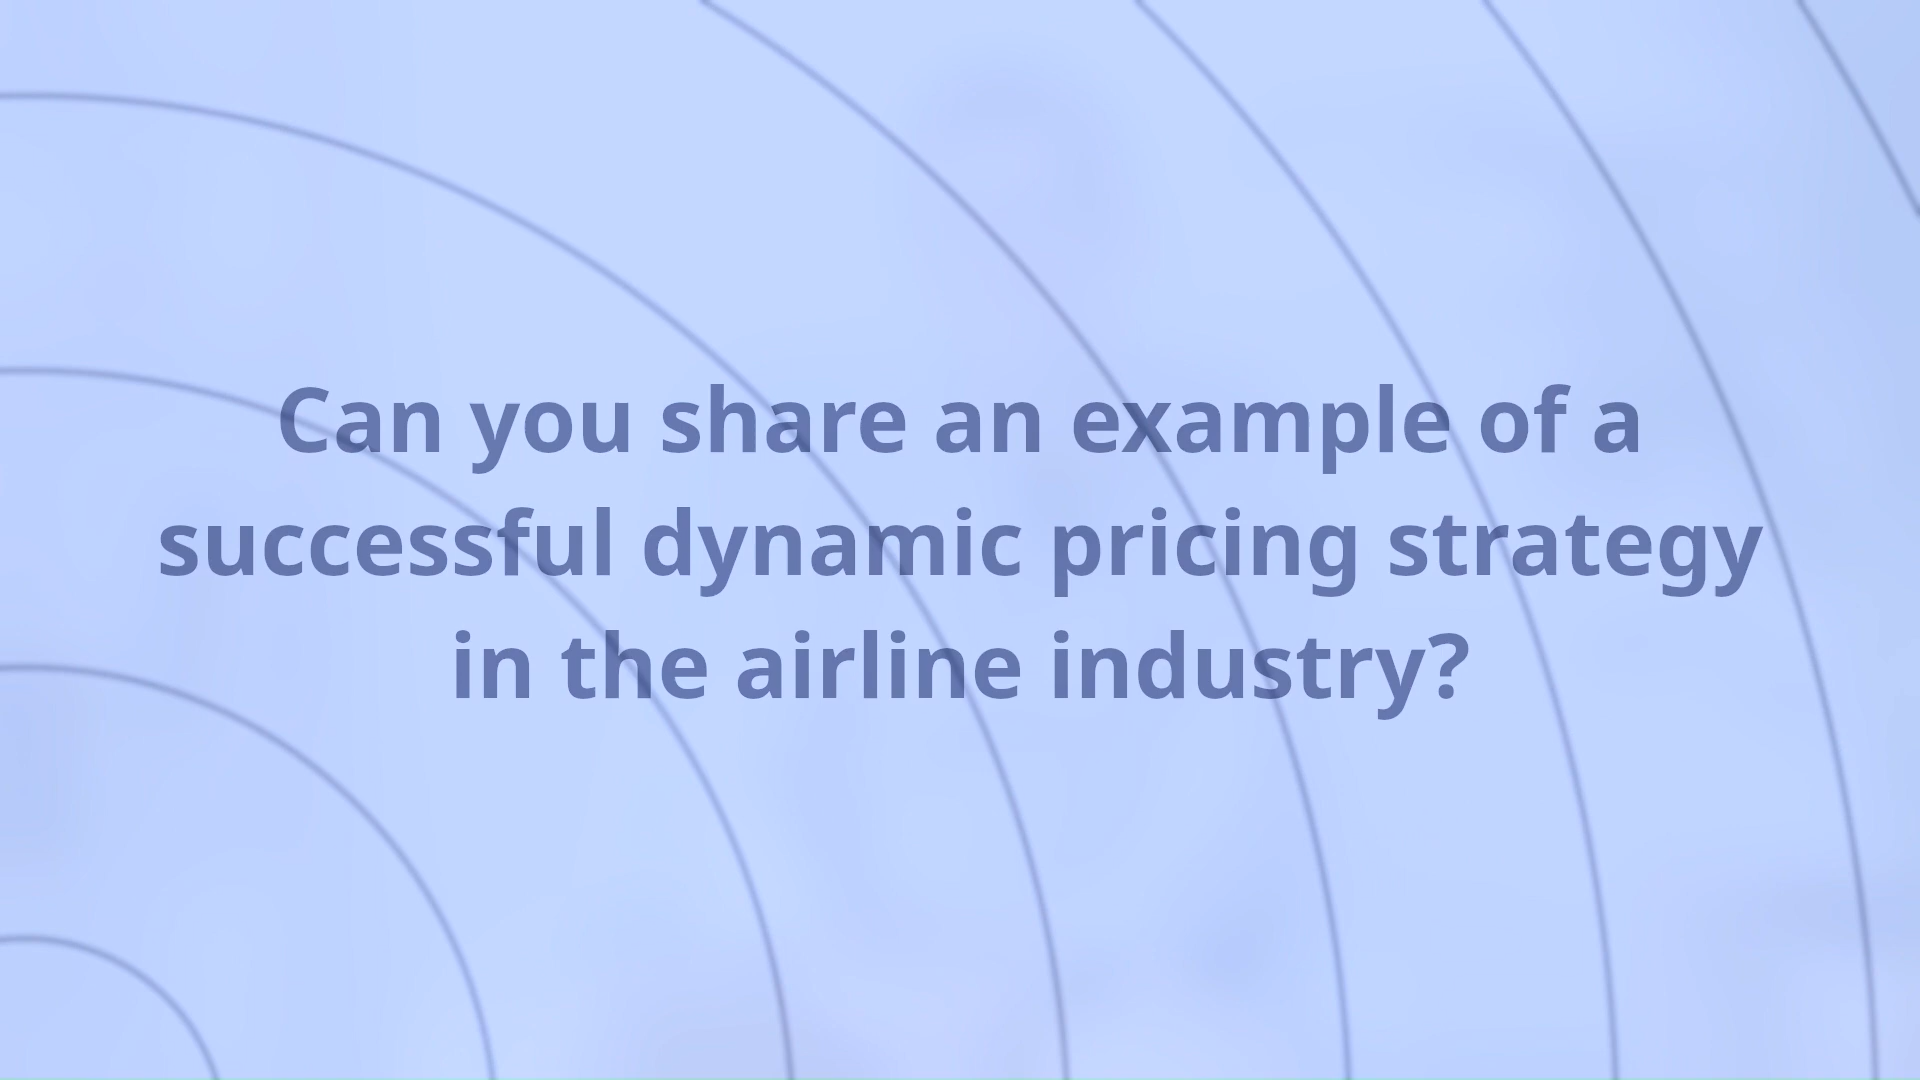 Can you share an example of a
successful dynamic pricing strategy
in the airline industry?